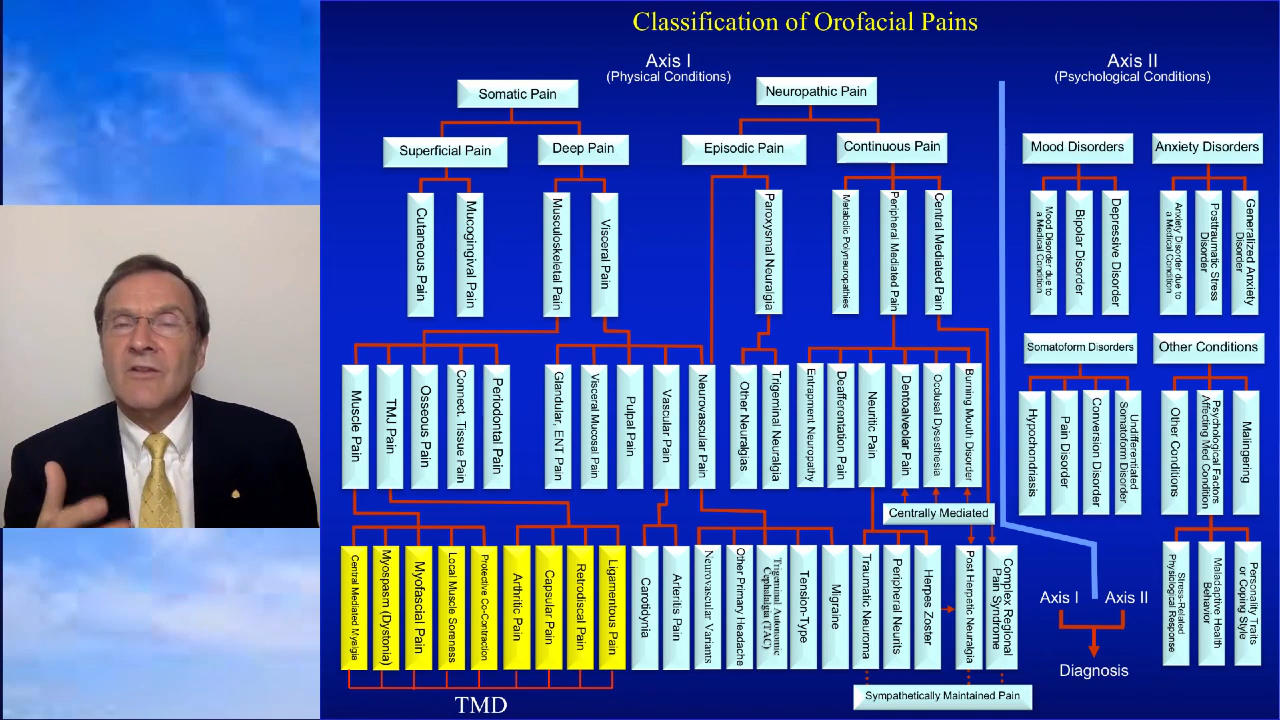 Classification of Orofacial Pains
Axis I
(Physical Conditions)
Axis II
(Psychological Conditions)
Somatic Pain
Neuropathic Pain
Superficial Pain
Deep Pain
Episodic Pain
Continuous Pain
Mood Disorders
Anxiety Disorders
Cutaneous Pain
Mucogingival Pain
Musculoskeletal Pain
Visceral Pain
Paroxysmal Neuralgia
Metabolic Polyneuropathies
Peripheral Mediated Pain
Central Mediated Pain
Mood Disorder due to
a Medical Condition
Bipolar Disorder
Depressive Disorder
Anxiety Disorder due to
a Medical Condition
Posttraumatic Stress
Disorder
Generalized Anxiety
Disorder
Somatoform Disorders
Other Conditions
Muscle Pain
TMJ Pain
Osseous Pain
Connect. Tissue Pain
Periodontal Pain
Glandular, ENT Pain
Visceral Mucosal Pain
Pulpal Pain
Vascular Pain
Neurovascular Pain
Other Neuralgias
Trigeminal Neuralgia
Entrapment Neuropathy
Deafferentation Pain
Neuritic Pain
Dentoalveolar Pain
Occlusal Dysesthesia
Burning Mouth Disorder
Hypochondriasis
Pain Disorder
Conversion Disorder
Undifferentiated
Somatoform Disorder
Other Conditions
Psychological Factors
Affecting Med Condition
Malingering
Centrally Mediated
Central Mediated Myalgia
Myospasm (Dystonia)
Myofascial Pain
Local Muscle Soreness
Protective Co-Contraction
Arthritic Pain
Capsular Pain
Retrodiscal Pain
Ligamentous Pain
Carotidynia
Arteritis Pain
Neurovascular Variants
Other Primary Headache
Trigeminal Autonomic
Cephalalgia (TAC)
Tension-Type
Migraine
Traumatic Neuroma
Peripheral Neurits
Herpes Zoster
Post Herpetic Neuralgia
Complex Regional
Pain Syndrome
Axis I
Axis II
Diagnosis
Stress-Related
Physiological Response
Maladaptive Health
Behavior
Personality Traits
or Coping Style
TMD
Sympathetically Maintained Pain